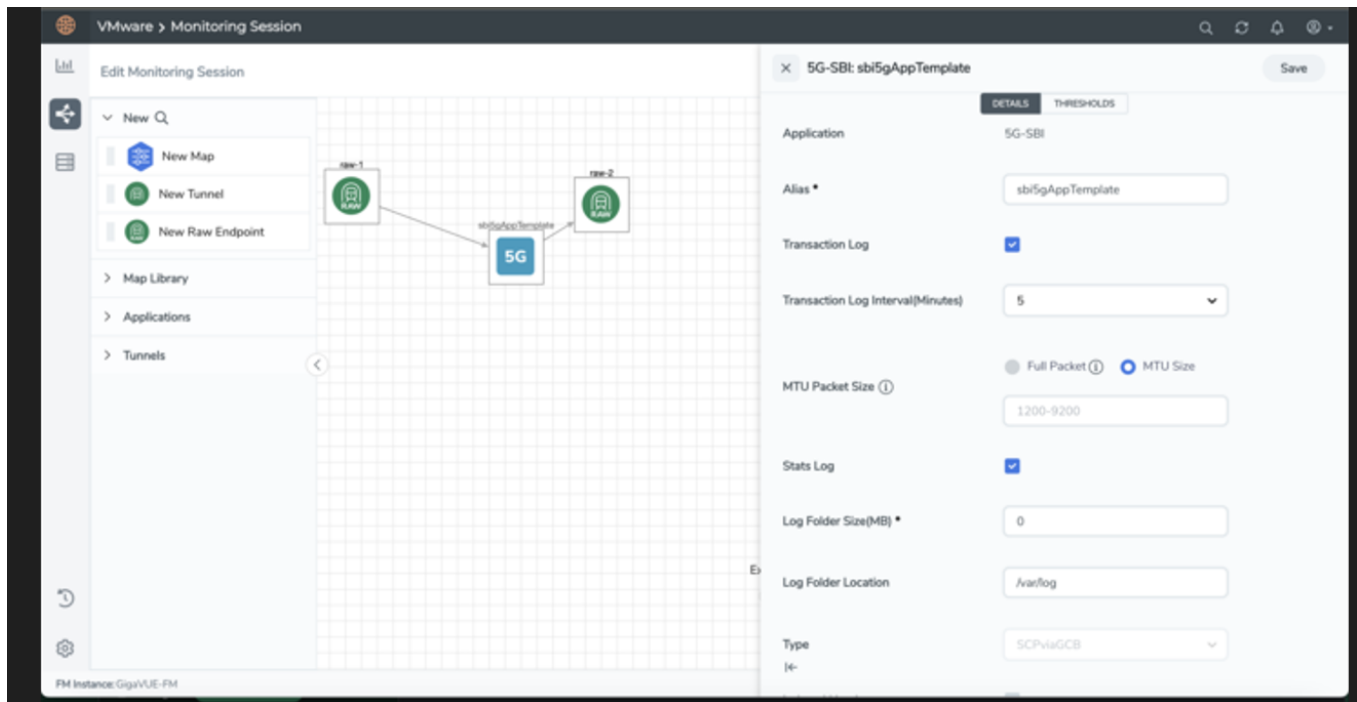 VMware > Monitoring Session
Edit Monitoring Session
New
New Map
New Tunnel
New Raw Endpoint
Map Library
Applications
Tunnels
raw-1
RAW
sbi5gAppTemplate
5G
raw-2
RAW
5G-SBI: sbi5gAppTemplate
Save
DETAILS THRESHOLDS
Application 5G-SBI
Alias • sbi5gAppTemplate
Transaction Log
Transaction Log Interval(Minutes) 5
Full Packet MTU Size
MTU Packet Size
1200-9200
Stats Log
Log Folder Size(MB) • 0
Log Folder Location /var/log
Type SCPviaGCB
FM Instance: GigaVUE-FM